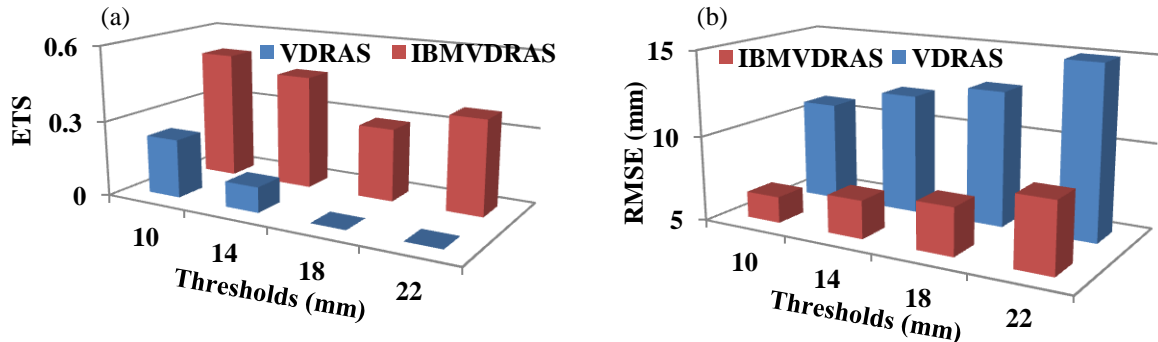 (a)
0.6
VDRAS IBMVDRAS
0.3
ETS
0
10
14
18
22
Thresholds (mm)
(b)
15
IBMVDRAS VDRAS
10
RMSE (mm)
5
10
14
18
22
Thresholds (mm)